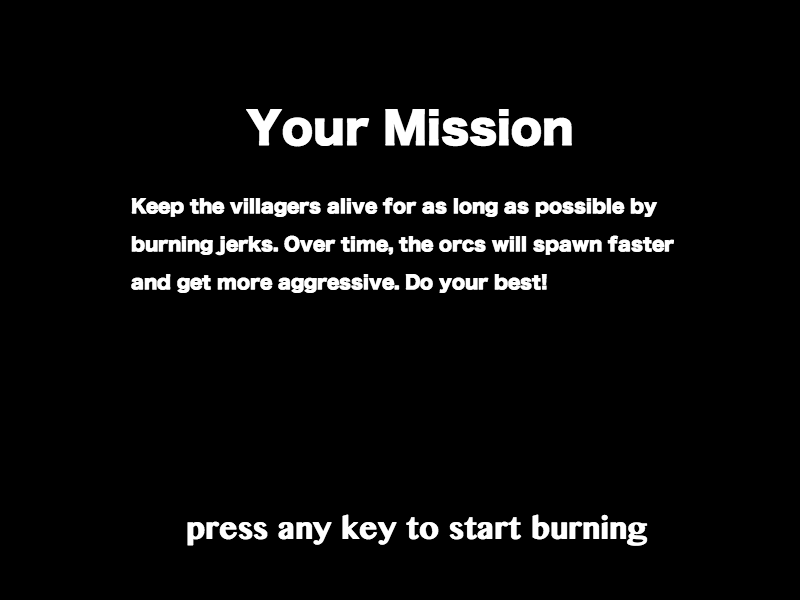 Your Mission
Keep the villagers alive for as long as possible by
burning jerks. Over time, the orcs will spawn faster
and get more aggressive. Do your best!
press any key to start burning